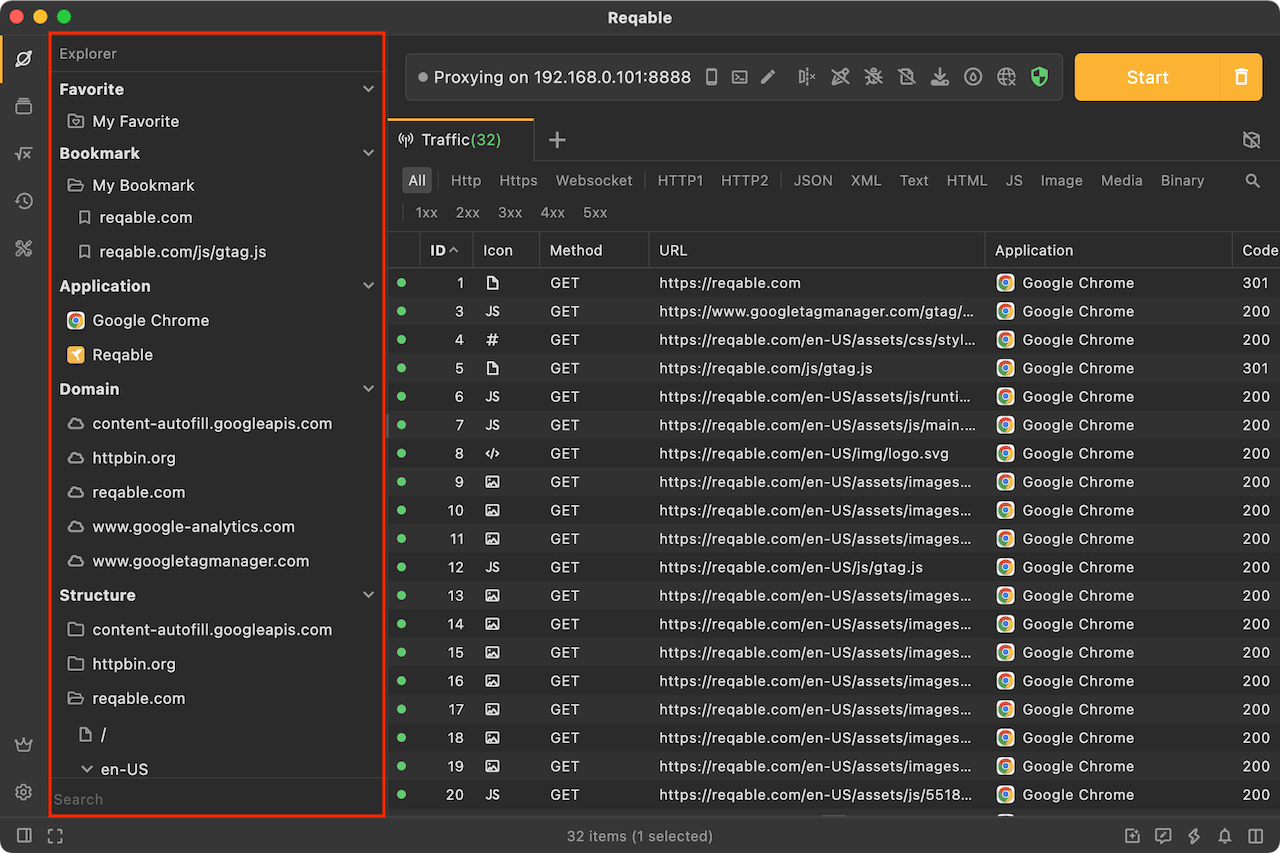 Reqable
Explorer
Favorite
My Favorite
Bookmark
My Bookmark
reqable.com
reqable.com/js/gtag.js
Application
Google Chrome
Reqable
Domain
content-autofill.googleapis.com
httpbin.org
reqable.com
www.google-analytics.com
www.googletagmanager.com
Structure
content-autofill.googleapis.com
httpbin.org
reqable.com
/
en-US
Search
Proxying on 192.168.0.101:8888
Start
Traffic(32)
All Http Https Websocket HTTP1 HTTP2 JSON XML Text HTML JS Image Media Binary
1xx 2xx 3xx 4xx 5xx
ID Icon Method URL Application Code
1 GET https://reqable.com Google Chrome 301
3 JS GET https://www.googletagmanager.com/gtag/... Google Chrome 200
4 # GET https://reqable.com/en-US/assets/css/styl... Google Chrome 200
5 GET https://reqable.com/js/gtag.js Google Chrome 301
6 JS GET https://reqable.com/en-US/assets/js/runti... Google Chrome 200
7 JS GET https://reqable.com/en-US/assets/js/main.... Google Chrome 200
8 </> GET https://reqable.com/en-US/img/logo.svg Google Chrome 200
9 GET https://reqable.com/en-US/assets/images... Google Chrome 200
10 GET https://reqable.com/en-US/assets/images... Google Chrome 200
11 GET https://reqable.com/en-US/assets/images... Google Chrome 200
12 JS GET https://reqable.com/en-US/js/gtag.js Google Chrome 200
13 GET https://reqable.com/en-US/assets/images... Google Chrome 200
14 GET https://reqable.com/en-US/assets/images... Google Chrome 200
15 GET https://reqable.com/en-US/assets/images... Google Chrome 200
16 GET https://reqable.com/en-US/assets/images... Google Chrome 200
17 GET https://reqable.com/en-US/assets/images... Google Chrome 200
18 GET https://reqable.com/en-US/assets/images... Google Chrome 200
19 GET https://reqable.com/en-US/assets/images... Google Chrome 200
20 JS GET https://reqable.com/en-US/assets/js/5518... Google Chrome 200
32 items (1 selected)